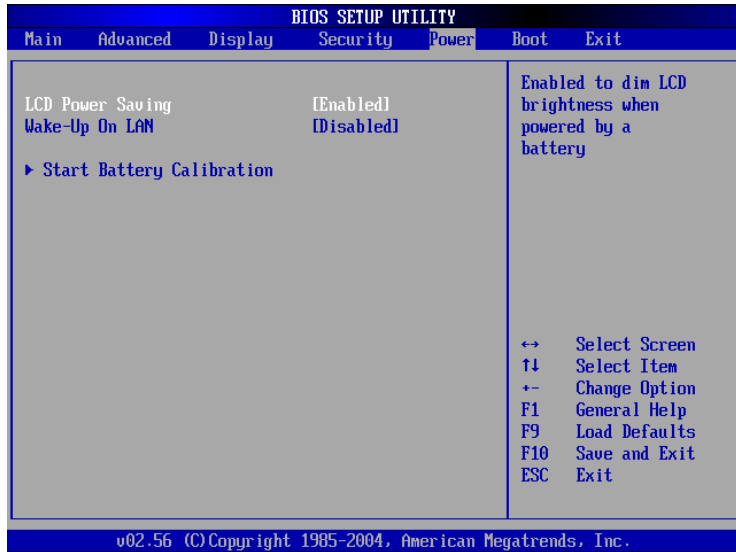 BIOS SETUP UTILITY
Main Advanced Display Security Power Boot Exit
LCD Power Saving [Enabled]
Wake-Up On LAN [Disabled]
▶ Start Battery Calibration
Enabled to dim LCD
brightness when
powered by a
battery
↔ Select Screen
↑↓ Select Item
+- Change Option
F1 General Help
F9 Load Defaults
F10 Save and Exit
ESC Exit
v02.56 (C)Copyright 1985-2004, American Megatrends, Inc.